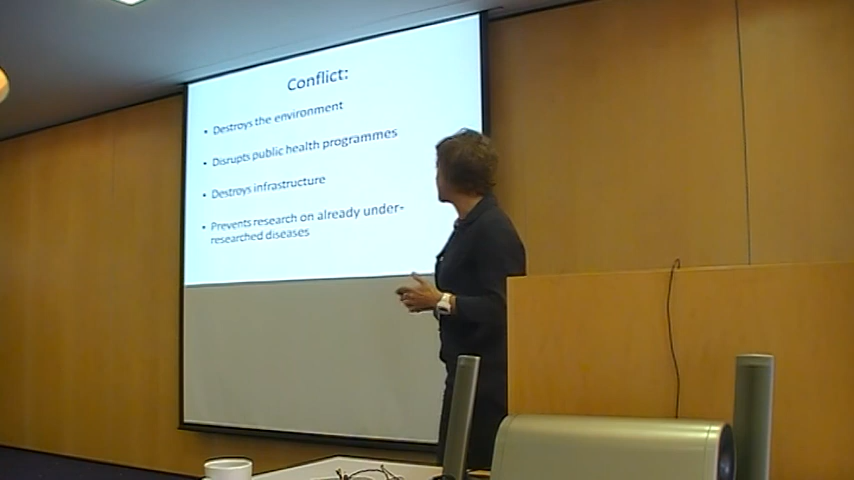 Conflict:
• Destroys the environment
• Disrupts public health programmes
• Destroys infrastructure
• Prevents research on already under-
researched diseases